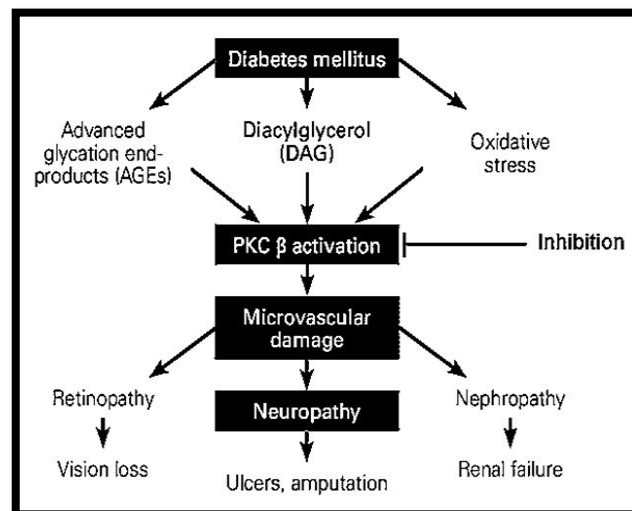 Diabetes mellitus
Advanced
glycation end-
products (AGEs)
Diacylglycerol
(DAG)
Oxidative
stress
PKC β activation
Inhibition
Microvascular
damage
Retinopathy
Neuropathy
Nephropathy
Vision loss
Ulcers, amputation
Renal failure